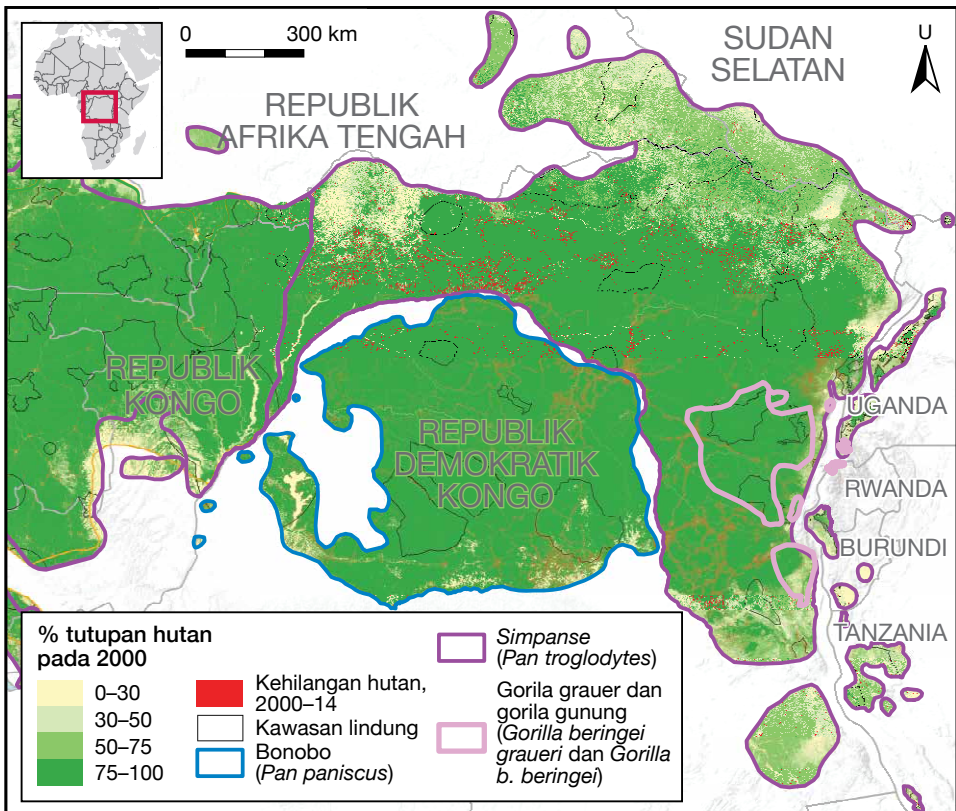 0 300 km
U
SUDAN
SELATAN
REPUBLIK
AFRIKA TENGAH
REPUBLIK
KONGO
REPUBLIK
DEMOKRATIK
KONGO
UGANDA
RWANDA
BURUNDI
TANZANIA
% tutupan hutan
pada 2000
0–30
30–50
50–75
75–100
Kehilangan hutan,
2000–14
Kawasan lindung
Bonobo
(Pan paniscus)
Simpanse
(Pan troglodytes)
Gorila grauer dan
gorila gunung
(Gorilla beringei
graueri dan Gorilla
b. beringei)